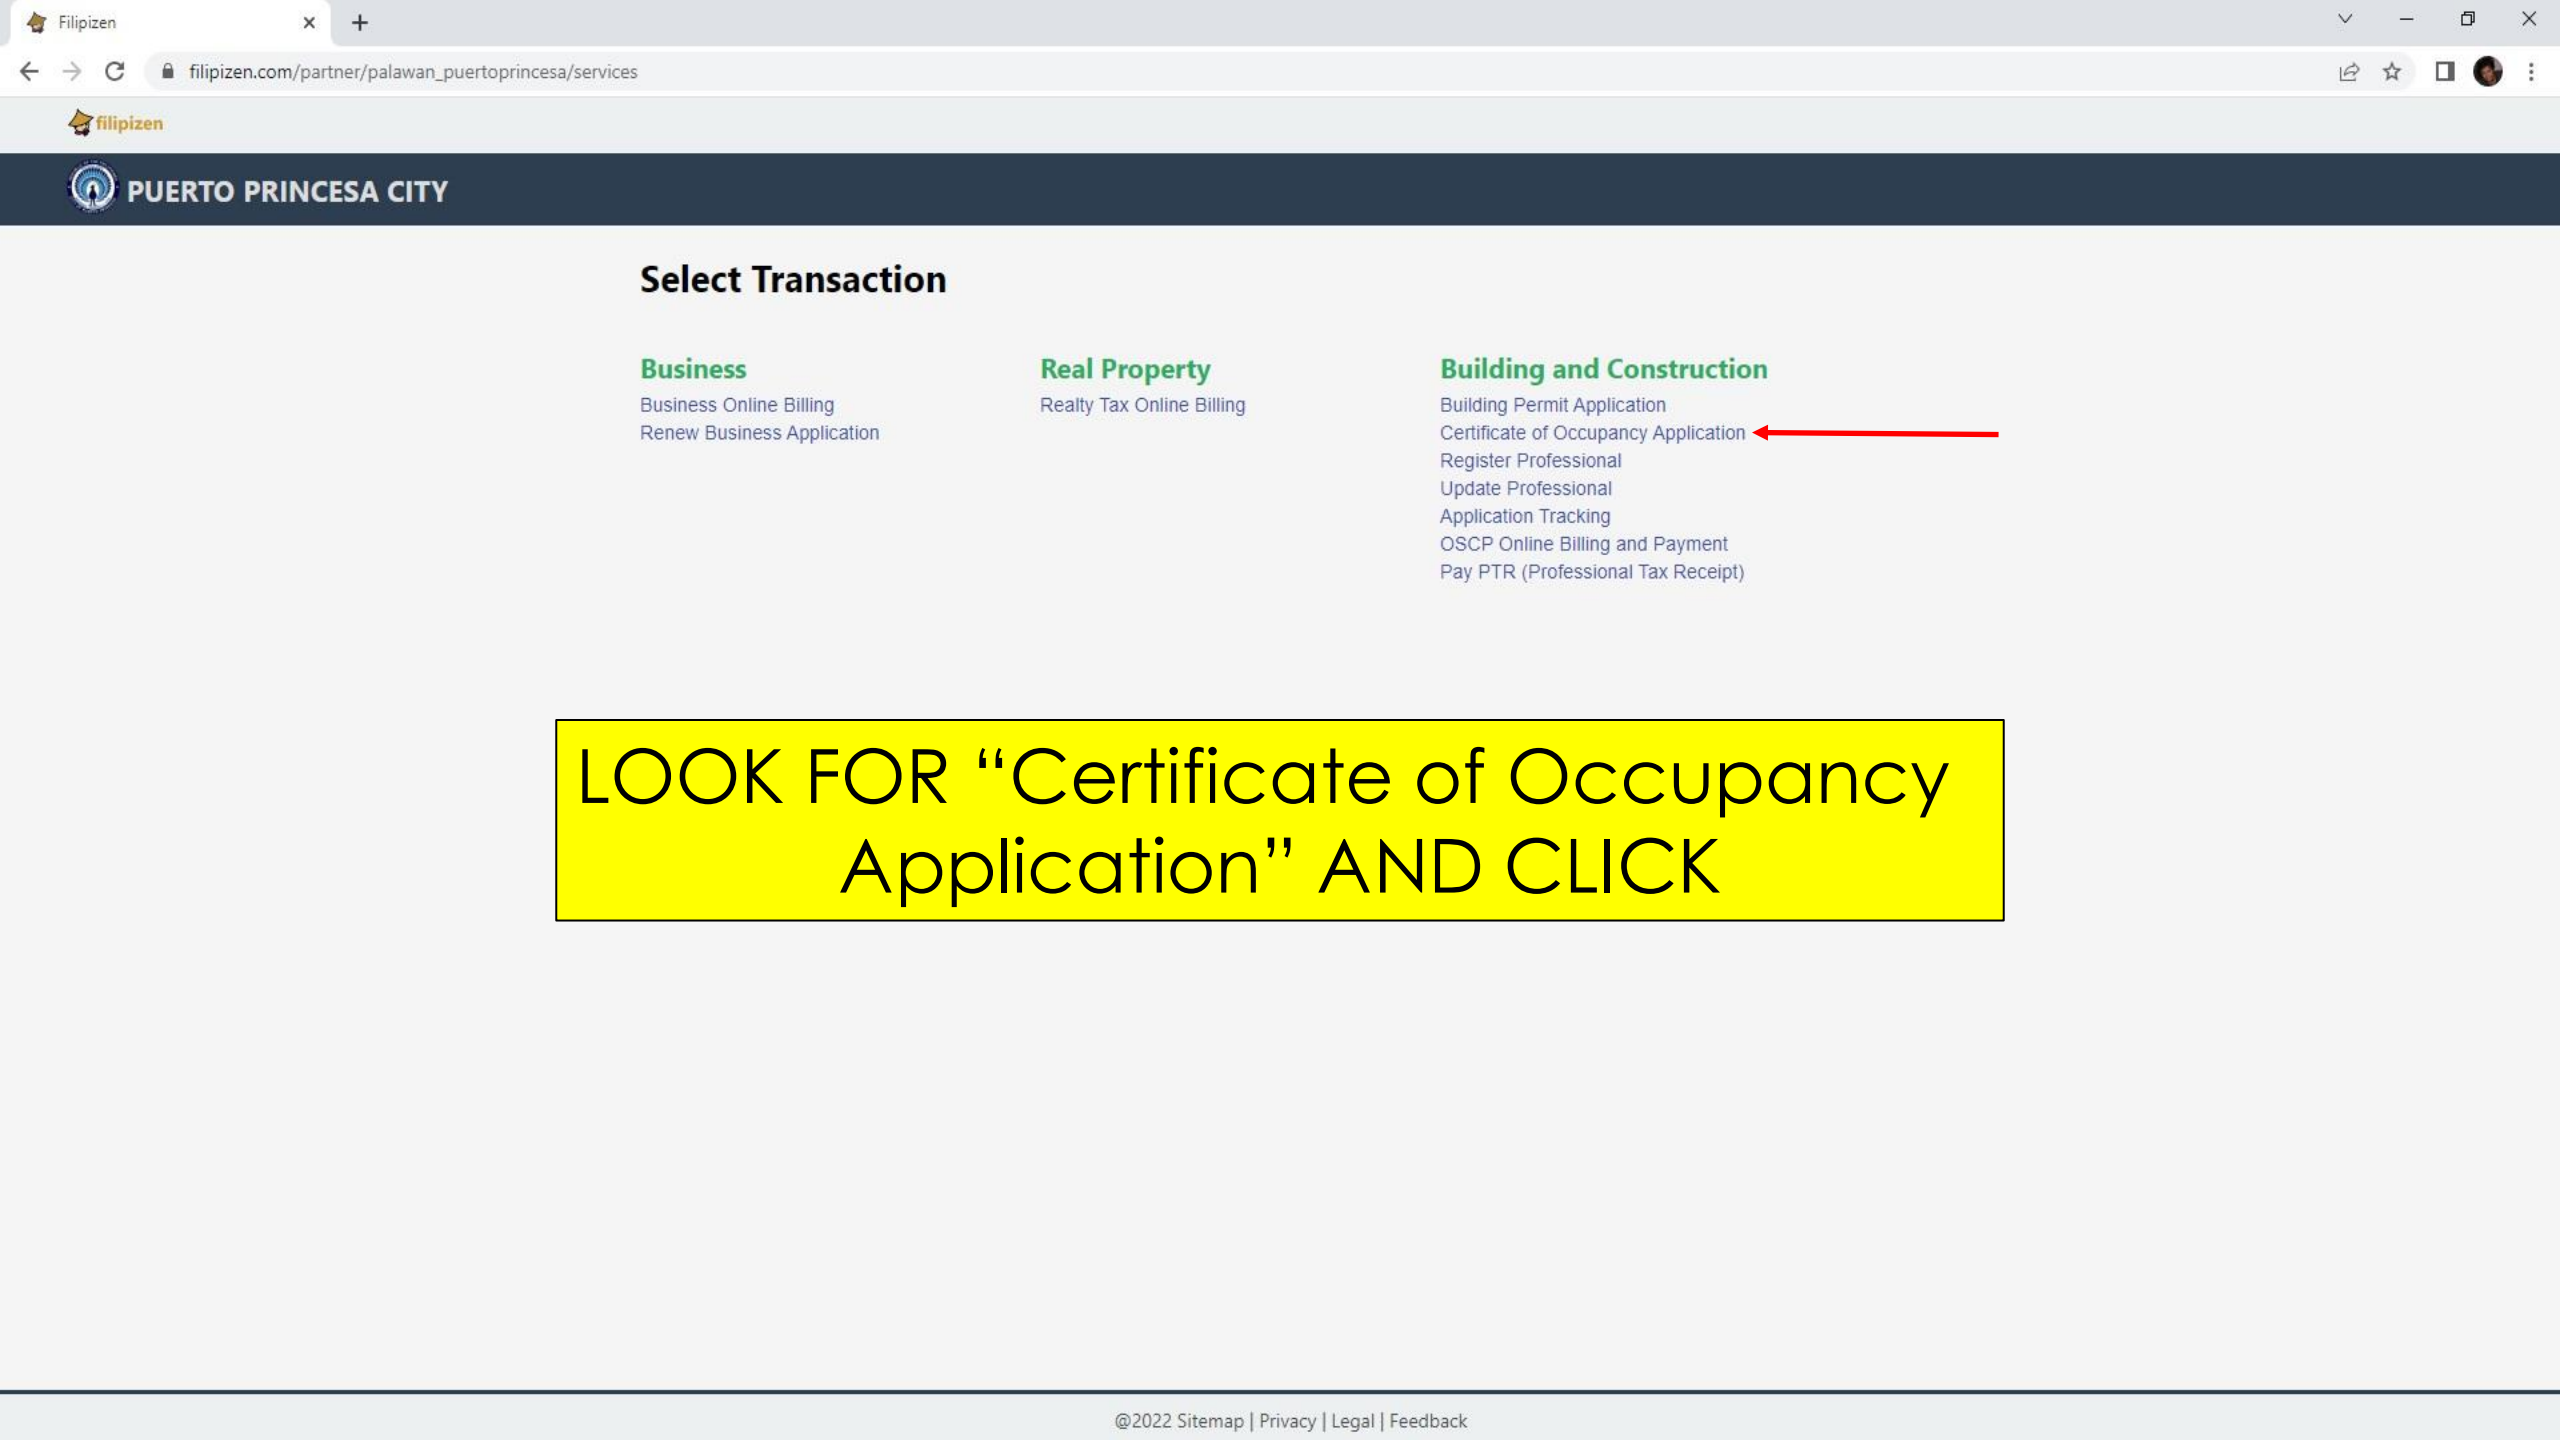 Filipizen
filipizen.com/partner/palawan_puertoprincesa/services
filipizen
PUERTO PRINCESA CITY
Select Transaction
Business
Business Online Billing
Renew Business Application
Real Property
Realty Tax Online Billing
Building and Construction
Building Permit Application
Certificate of Occupancy Application
Register Professional
Update Professional
Application Tracking
OSCP Online Billing and Payment
Pay PTR (Professional Tax Receipt)
LOOK FOR “Certificate of Occupancy
Application” AND CLICK
@2022 Sitemap | Privacy | Legal | Feedback